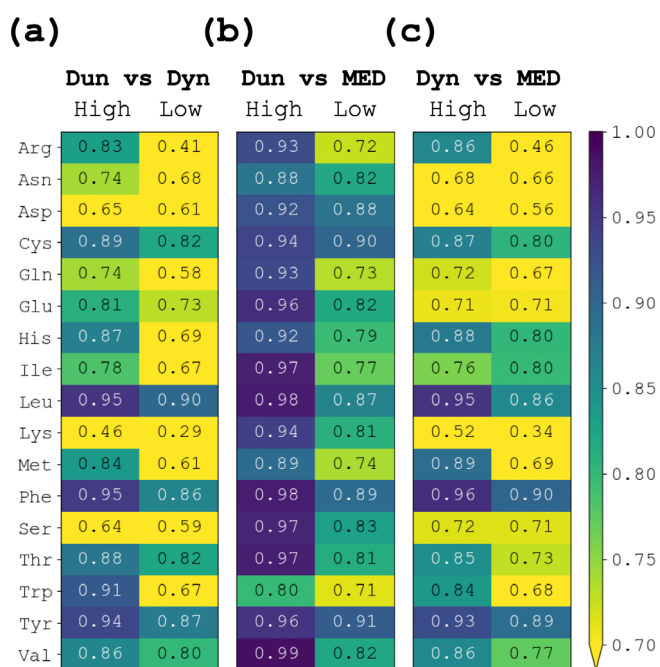 (a) (b) (c)
Dun vs Dyn Dun vs MED Dyn vs MED
High Low High Low High Low
1.00
Arg 0.83 0.41 0.93 0.72 0.86 0.46
Asn 0.74 0.68 0.88 0.82 0.68 0.66
Asp 0.65 0.61 0.92 0.88 0.64 0.56
0.95
Cys 0.89 0.82 0.94 0.90 0.87 0.80
Gln 0.74 0.58 0.93 0.73 0.72 0.67
Glu 0.81 0.73 0.96 0.82 0.71 0.71
0.90
His 0.87 0.69 0.92 0.79 0.88 0.80
Ile 0.78 0.67 0.97 0.77 0.76 0.80
0.85
Leu 0.95 0.90 0.98 0.87 0.95 0.86
Lys 0.46 0.29 0.94 0.81 0.52 0.34
Met 0.84 0.61 0.89 0.74 0.89 0.69
0.80
Phe 0.95 0.86 0.98 0.89 0.96 0.90
Ser 0.64 0.59 0.97 0.83 0.72 0.71
Thr 0.88 0.82 0.97 0.81 0.85 0.73
0.75
Trp 0.91 0.67 0.80 0.71 0.84 0.68
Tyr 0.94 0.87 0.96 0.91 0.93 0.89
0.70
Val 0.86 0.80 0.99 0.82 0.86 0.77